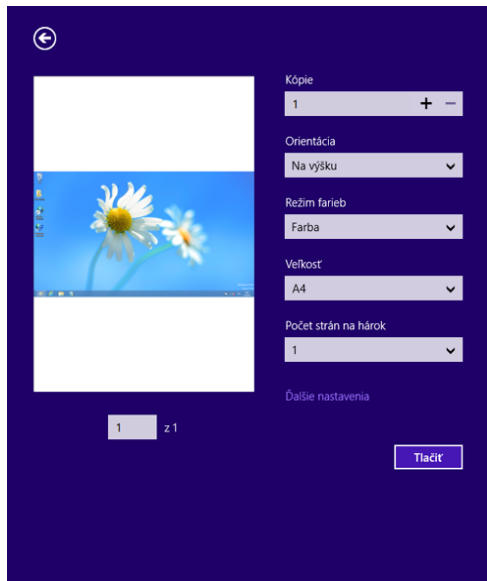 Kópie
1
Orientácia
Na výšku
Režim farieb
Farba
Veľkosť
A4
Počet strán na hárok
1
Ďalšie nastavenia
1 z 1
Tlačiť